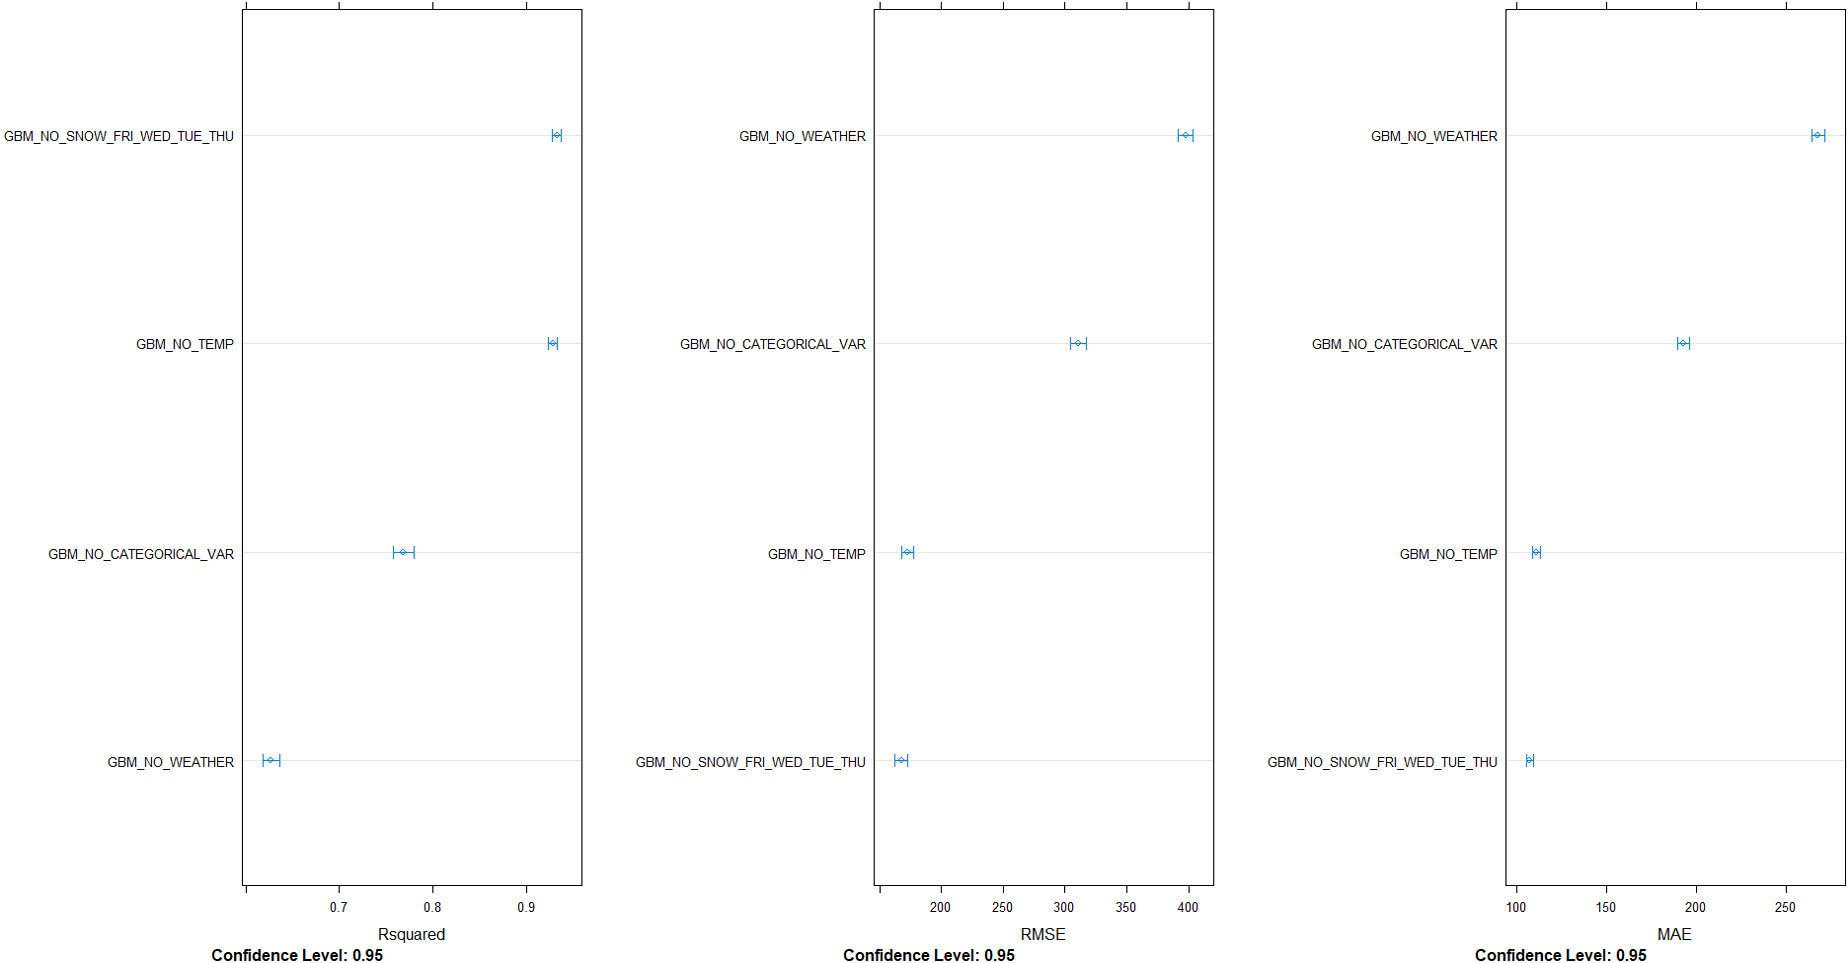 GBM_NO_SNOW_FRI_WED_TUE_THU
GBM_NO_TEMP
GBM_NO_CATEGORICAL_VAR
GBM_NO_WEATHER
0.7 0.8 0.9
Rsquared
Confidence Level: 0.95
GBM_NO_WEATHER
GBM_NO_CATEGORICAL_VAR
GBM_NO_TEMP
GBM_NO_SNOW_FRI_WED_TUE_THU
200 250 300 350 400
RMSE
Confidence Level: 0.95
GBM_NO_WEATHER
GBM_NO_CATEGORICAL_VAR
GBM_NO_TEMP
GBM_NO_SNOW_FRI_WED_TUE_THU
100 150 200 250
MAE
Confidence Level: 0.95